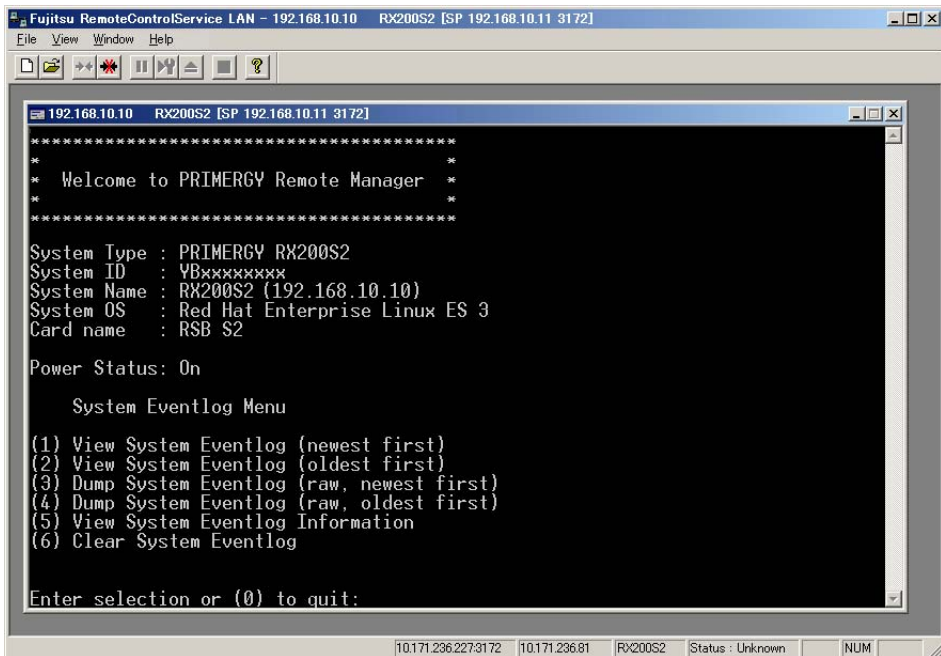 Fujitsu RemoteControlService LAN - 192.168.10.10 RX200S2 [SP 192.168.10.11 3172]
File View Window Help
192.168.10.10 RX200S2 [SP 192.168.10.11 3172]
****************************************
* *
* Welcome to PRIMERGY Remote Manager *
* *
****************************************
System Type : PRIMERGY RX200S2
System ID : YBxxxxxxxx
System Name : RX200S2 (192.168.10.10)
System OS : Red Hat Enterprise Linux ES 3
Card name : RSB S2
Power Status: On
System Eventlog Menu
(1) View System Eventlog (newest first)
(2) View System Eventlog (oldest first)
(3) Dump System Eventlog (raw, newest first)
(4) Dump System Eventlog (raw, oldest first)
(5) View System Eventlog Information
(6) Clear System Eventlog
Enter selection or (0) to quit:
10.171.236.227:3172 10.171.236.81 RX200S2 Status : Unknown NUM